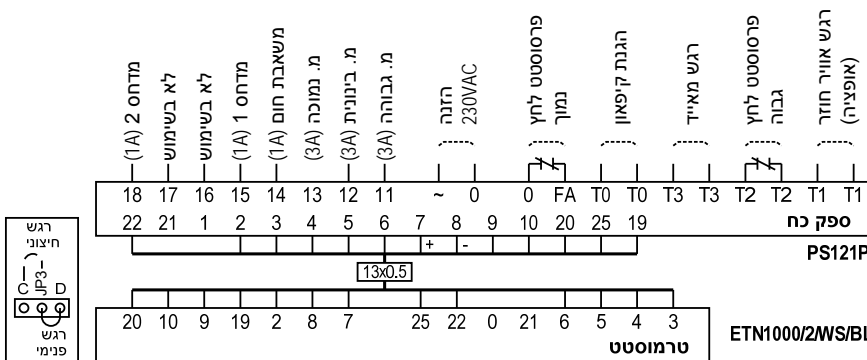 מדחס 2 (1A)
לא בשימוש
לא בשימוש
מדחס 1 (1A)
משאבת חום (1A)
מ. נמוכה (3A)
מ. בינונית (3A)
מ. גבוהה (3A)
הזנה
230VAC
פרסוסטט לחץ
נמוך
הגנת קיפאון
רגש מאייד
פרסוסטט לחץ
גבוה
רגש אוויר חוזר
(אופציה)
18 17 16 15 14 13 12 11 ~ 0 0 FA T0 T0 T3 T3 T2 T2 T1 T1
22 21 1 2 3 4 5 6 7 8 9 10 20 25 19 ספק כח
+ -
PS121P
13x0.5
20 10 9 19 2 8 7 25 22 0 21 6 5 4 3
טרמוסטט
ETN1000/2/WS/BL
רגש
חיצוני
C JP3 D
רגש
פנימי